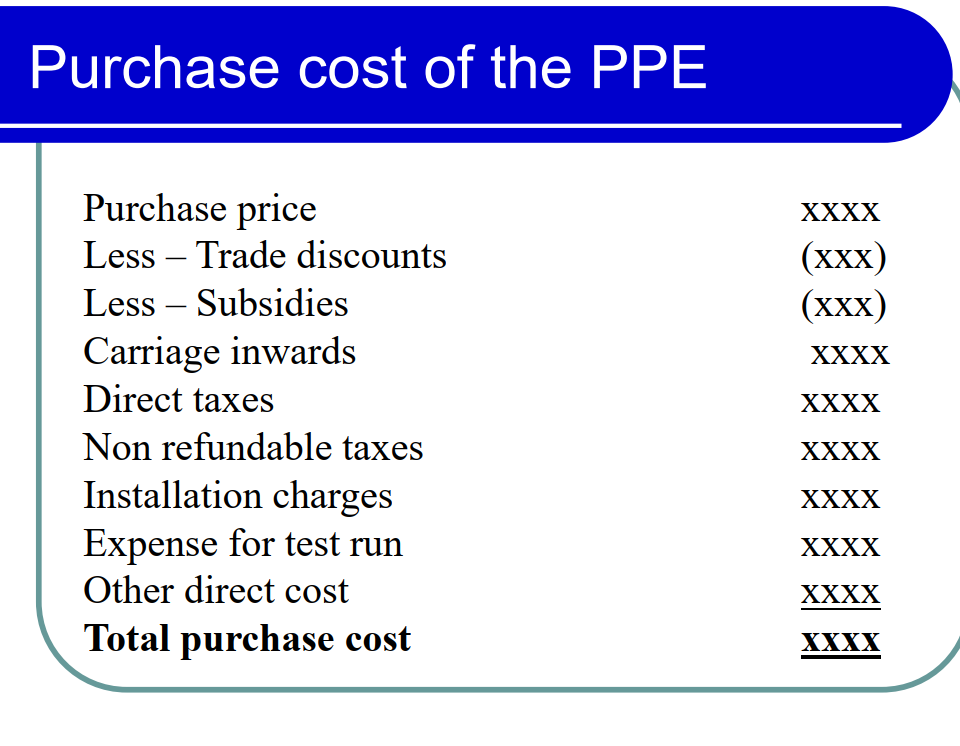 Purchase cost of the PPE
Purchase price xxxx
Less – Trade discounts (xxx)
Less – Subsidies (xxx)
Carriage inwards xxxx
Direct taxes xxxx
Non refundable taxes xxxx
Installation charges xxxx
Expense for test run xxxx
Other direct cost xxxx
Total purchase cost xxxx